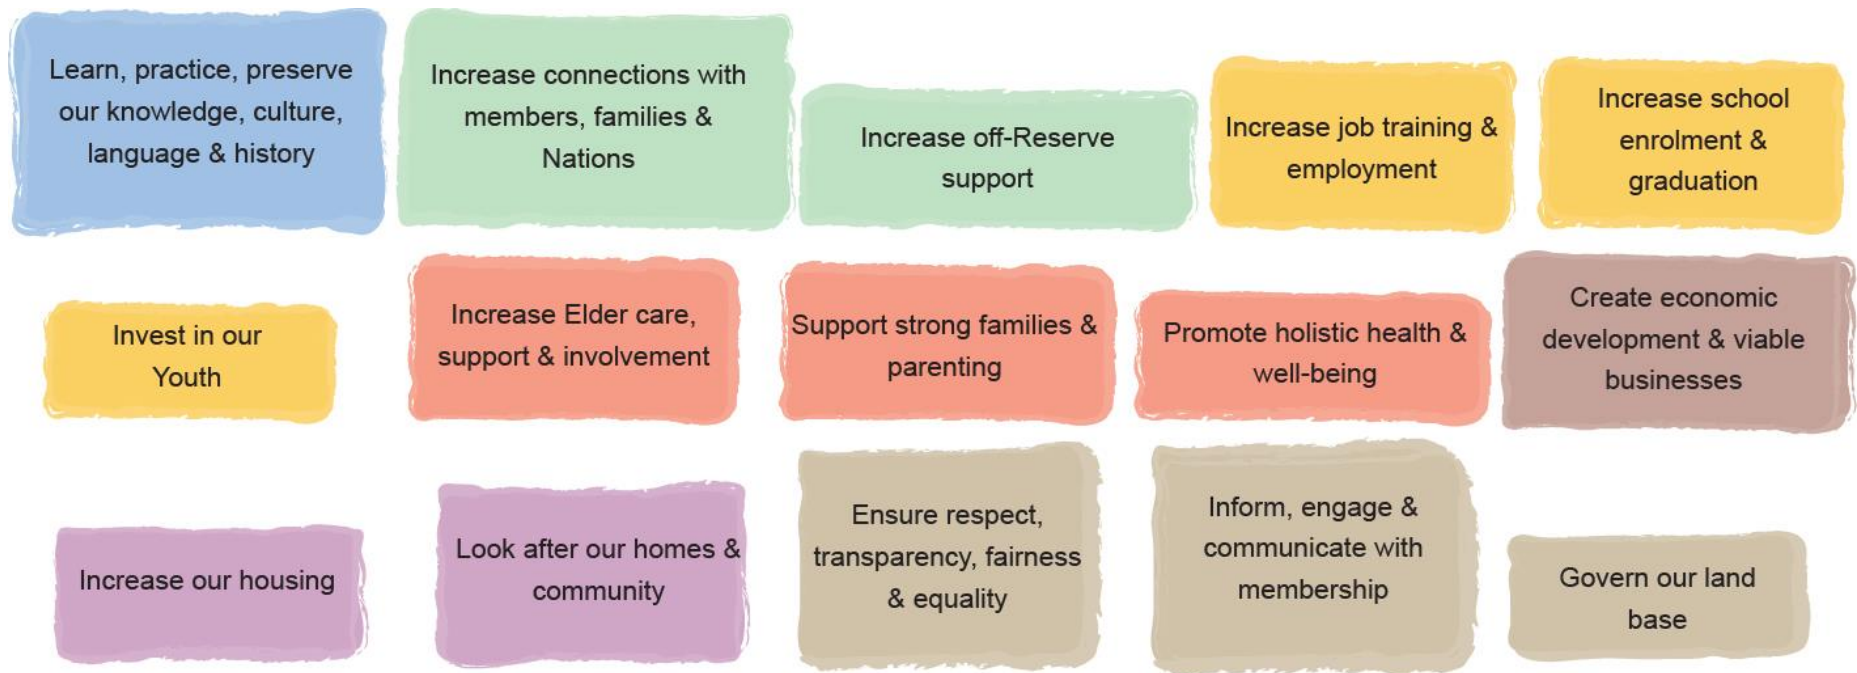 Learn, practice, preserve
our knowledge, culture,
language & history
Increase connections with
members, families &
Nations
Increase off-Reserve
support
Increase job training &
employment
Increase school
enrolment &
graduation
Invest in our
Youth
Increase Elder care,
support & involvement
Support strong families &
parenting
Promote holistic health &
well-being
Create economic
development & viable
businesses
Increase our housing
Look after our homes &
community
Ensure respect,
transparency, fairness
& equality
Inform, engage &
communicate with
membership
Govern our land
base